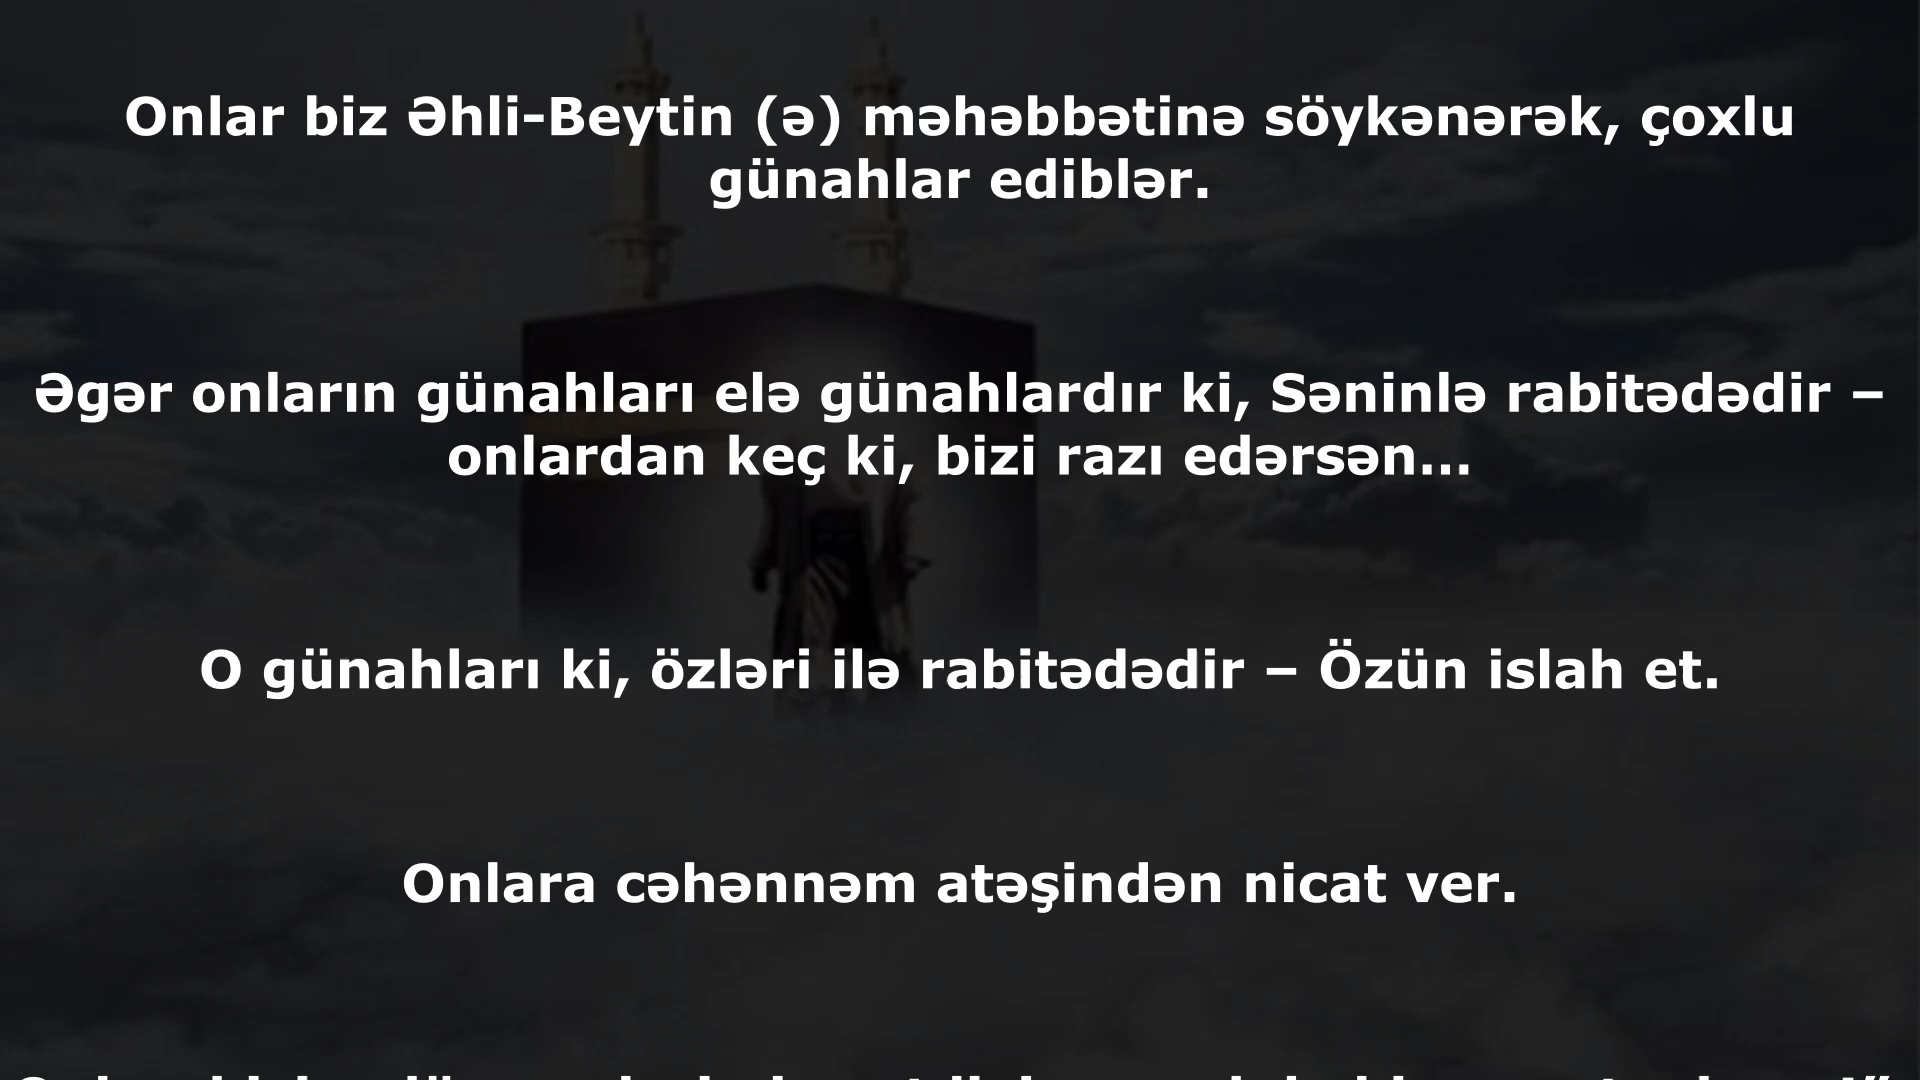 Onlar biz Əhli-Beytin (ə) məhəbbətinə söykənərək, çoxlu
günahlar ediblər.
Əgər onların günahları elə günahlardır ki, Səninlə rabitədədir –
onlardan keç ki, bizi razı edərsən...
O günahları ki, özləri ilə rabitədədir – Özün islah et.
Onlara cəhənnəm atəşindən nicat ver.